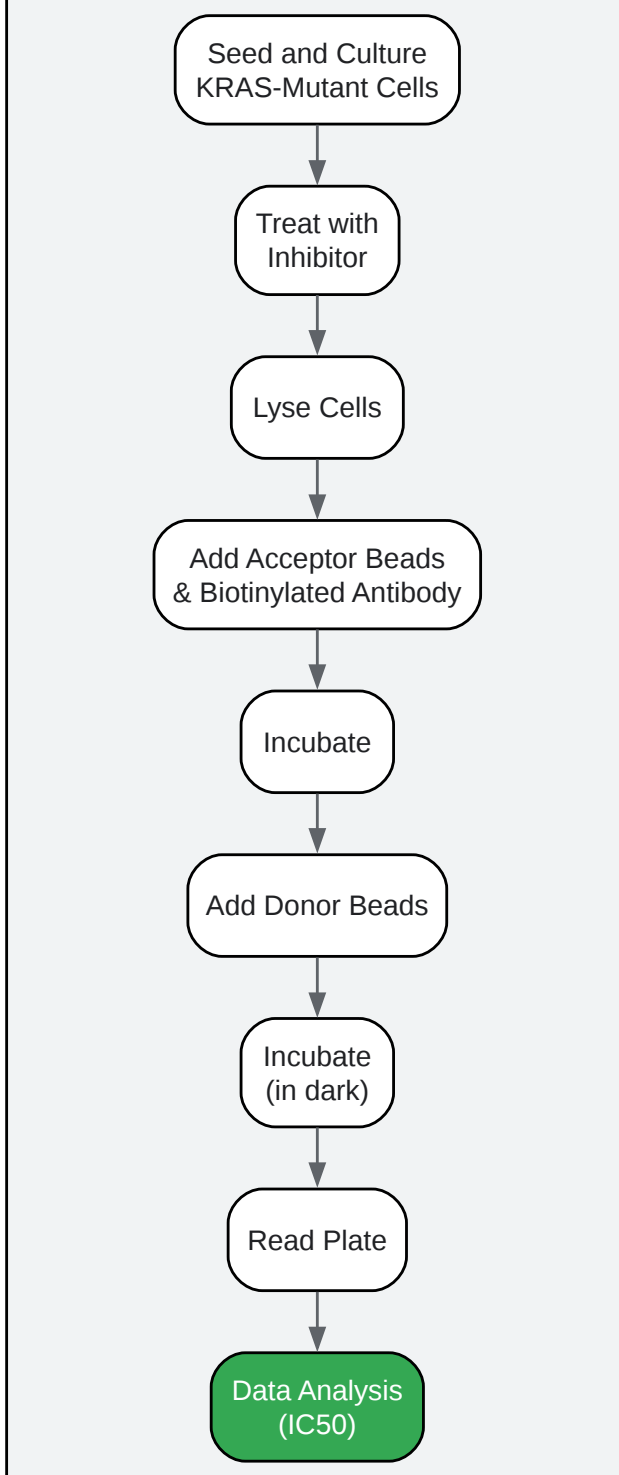 Seed and Culture
KRAS-Mutant Cells
Treat with
Inhibitor
Lyse Cells
Add Acceptor Beads
& Biotinylated Antibody
Incubate
Add Donor Beads
Incubate
(in dark)
Read Plate
Data Analysis
(IC50)